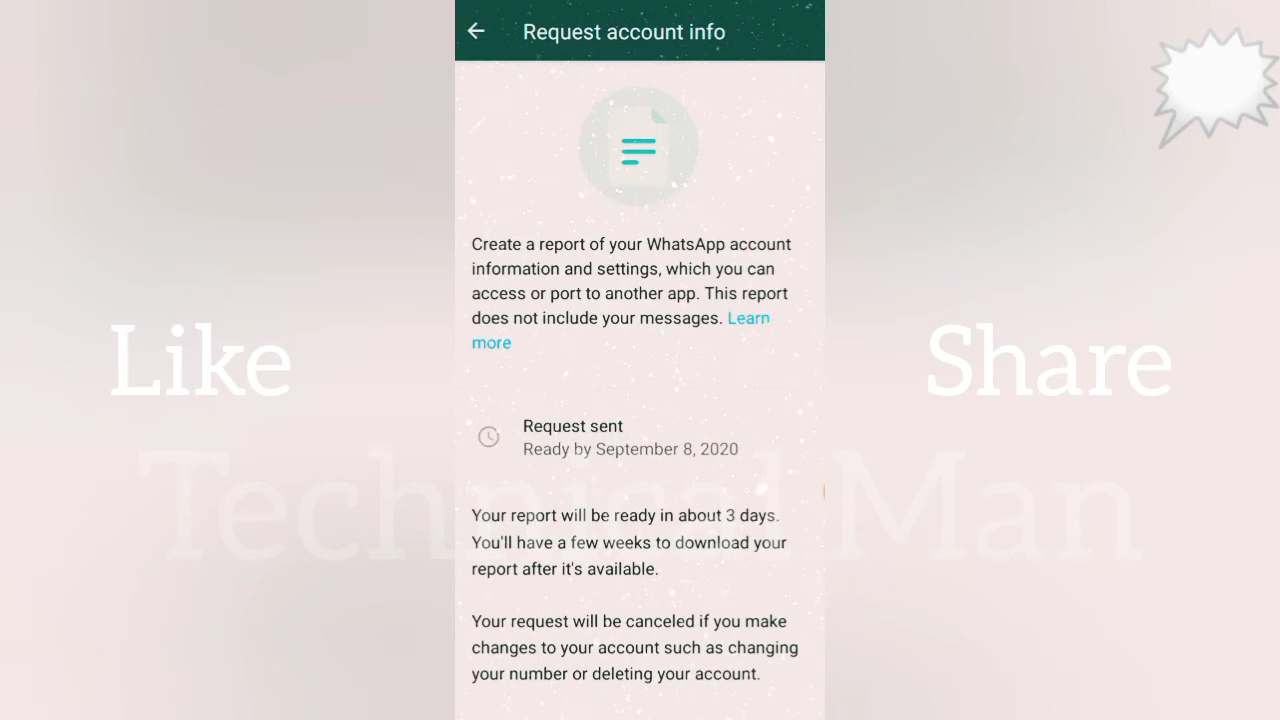 Request account info
Create a report of your WhatsApp account
information and settings, which you can
access or port to another app. This report
does not include your messages. Learn
more
Like
Share
Request sent
Ready by September 8, 2020
Technical Man
Your report will be ready in about 3 days.
You'll have a few weeks to download your
report after it's available.
Your request will be canceled if you make
changes to your account such as changing
your number or deleting your account.